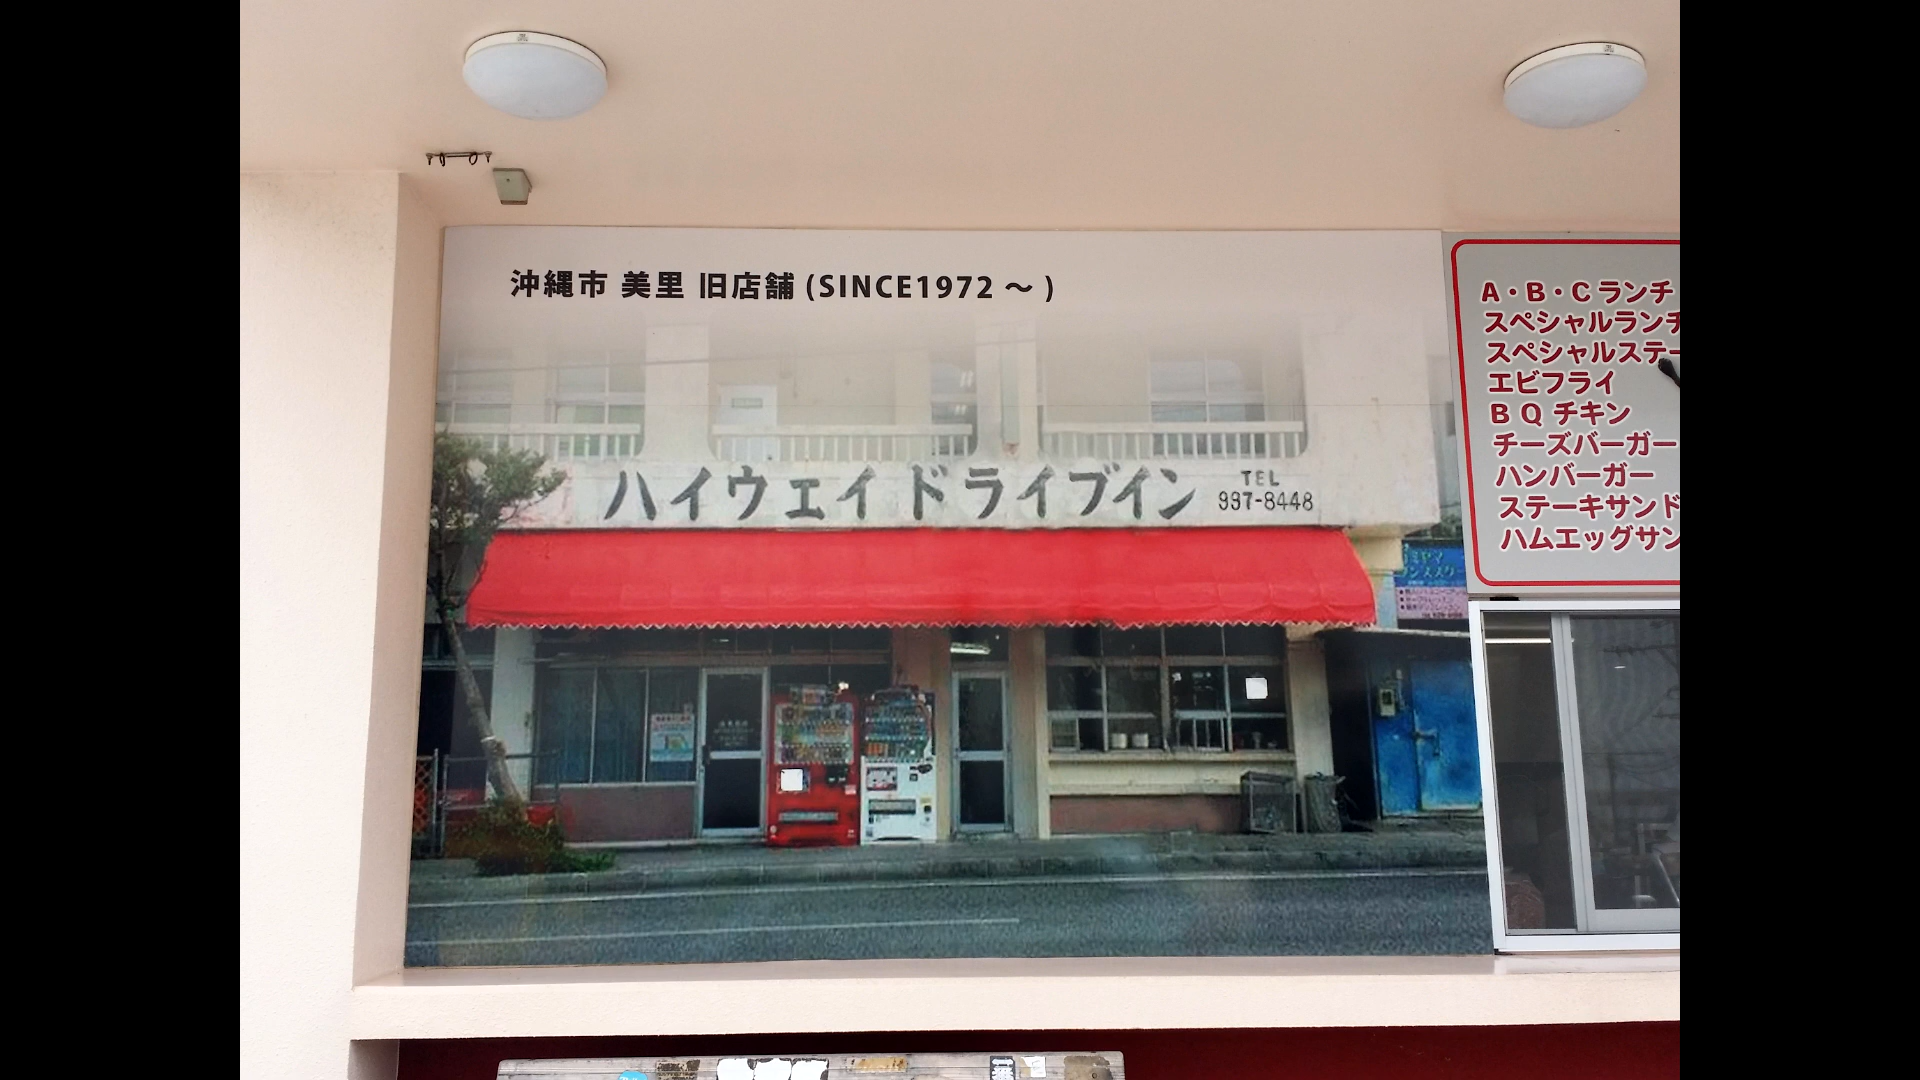 沖縄市 美里 旧店舗 (SINCE1972 〜 )
ハイウェイドライブイン
TEL
937-8448
A・B・Cランチ
スペシャルランチ
スペシャルステー
エビフライ
BQ チキン
チーズバーガー
ハンバーガー
ステーキサンド
ハムエッグサン